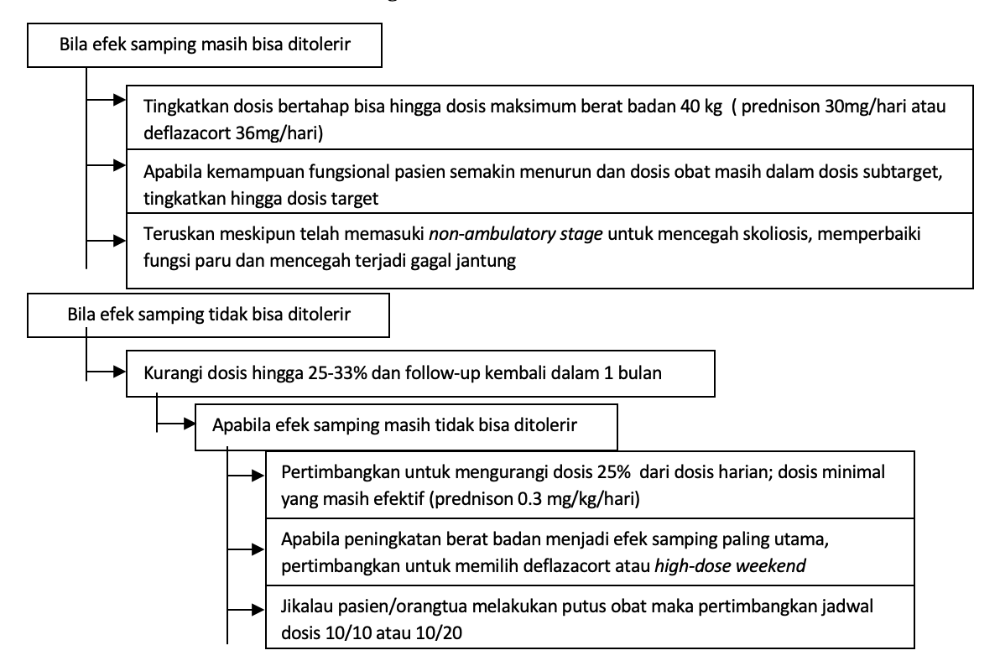 Bila efek samping masih bisa ditolerir
Tingkatkan dosis bertahap bisa hingga dosis maksimum berat badan 40 kg ( prednison 30mg/hari atau
deflazacort 36mg/hari)
Apabila kemampuan fungsional pasien semakin menurun dan dosis obat masih dalam dosis subtarget,
tingkatkan hingga dosis target
Teruskan meskipun telah memasuki non-ambulatory stage untuk mencegah skoliosis, memperbaiki
fungsi paru dan mencegah terjadi gagal jantung
Bila efek samping tidak bisa ditolerir
Kurangi dosis hingga 25-33% dan follow-up kembali dalam 1 bulan
Apabila efek samping masih tidak bisa ditolerir
Pertimbangkan untuk mengurangi dosis 25% dari dosis harian; dosis minimal
yang masih efektif (prednison 0.3 mg/kg/hari)
Apabila peningkatan berat badan menjadi efek samping paling utama,
pertimbangkan untuk memilih deflazacort atau high-dose weekend
Jikalau pasien/orangtua melakukan putus obat maka pertimbangkan jadwal
dosis 10/10 atau 10/20